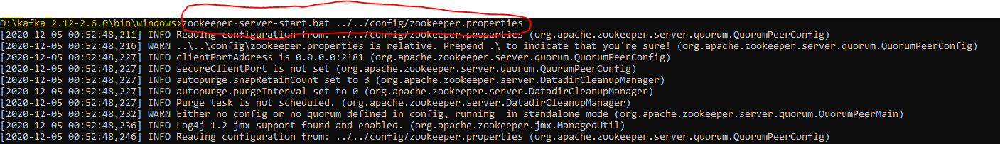 D:\kafka_2.12-2.6.0\bin\windows>zookeeper-server-start.bat ../../config/zookeeper.properties
[2020-12-05 00:52:48,211] INFO Reading configuration from: ../../config/zookeeper.properties (org.apache.zookeeper.server.quorum.QuorumPeerConfig)
[2020-12-05 00:52:48,216] WARN ..\..\config\zookeeper.properties is relative. Prepend .\ to indicate that you're sure! (org.apache.zookeeper.server.quorum.QuorumPeerConfig)
[2020-12-05 00:52:48,227] INFO clientPortAddress is 0.0.0.0:2181 (org.apache.zookeeper.server.quorum.QuorumPeerConfig)
[2020-12-05 00:52:48,227] INFO secureClientPort is not set (org.apache.zookeeper.server.quorum.QuorumPeerConfig)
[2020-12-05 00:52:48,227] INFO autopurge.snapRetainCount set to 3 (org.apache.zookeeper.server.DatadirCleanupManager)
[2020-12-05 00:52:48,227] INFO autopurge.purgeInterval set to 0 (org.apache.zookeeper.server.DatadirCleanupManager)
[2020-12-05 00:52:48,227] INFO Purge task is not scheduled. (org.apache.zookeeper.server.DatadirCleanupManager)
[2020-12-05 00:52:48,232] WARN Either no config or no quorum defined in config, running  in standalone mode (org.apache.zookeeper.server.quorum.QuorumPeerMain)
[2020-12-05 00:52:48,236] INFO Log4j 1.2 jmx support found and enabled. (org.apache.zookeeper.jmx.ManagedUtil)
[2020-12-05 00:52:48,246] INFO Reading configuration from: ../../config/zookeeper.properties (org.apache.zookeeper.server.quorum.QuorumPeerConfig)